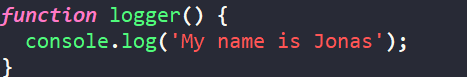 function logger() {
  console.log('My name is Jonas');
}